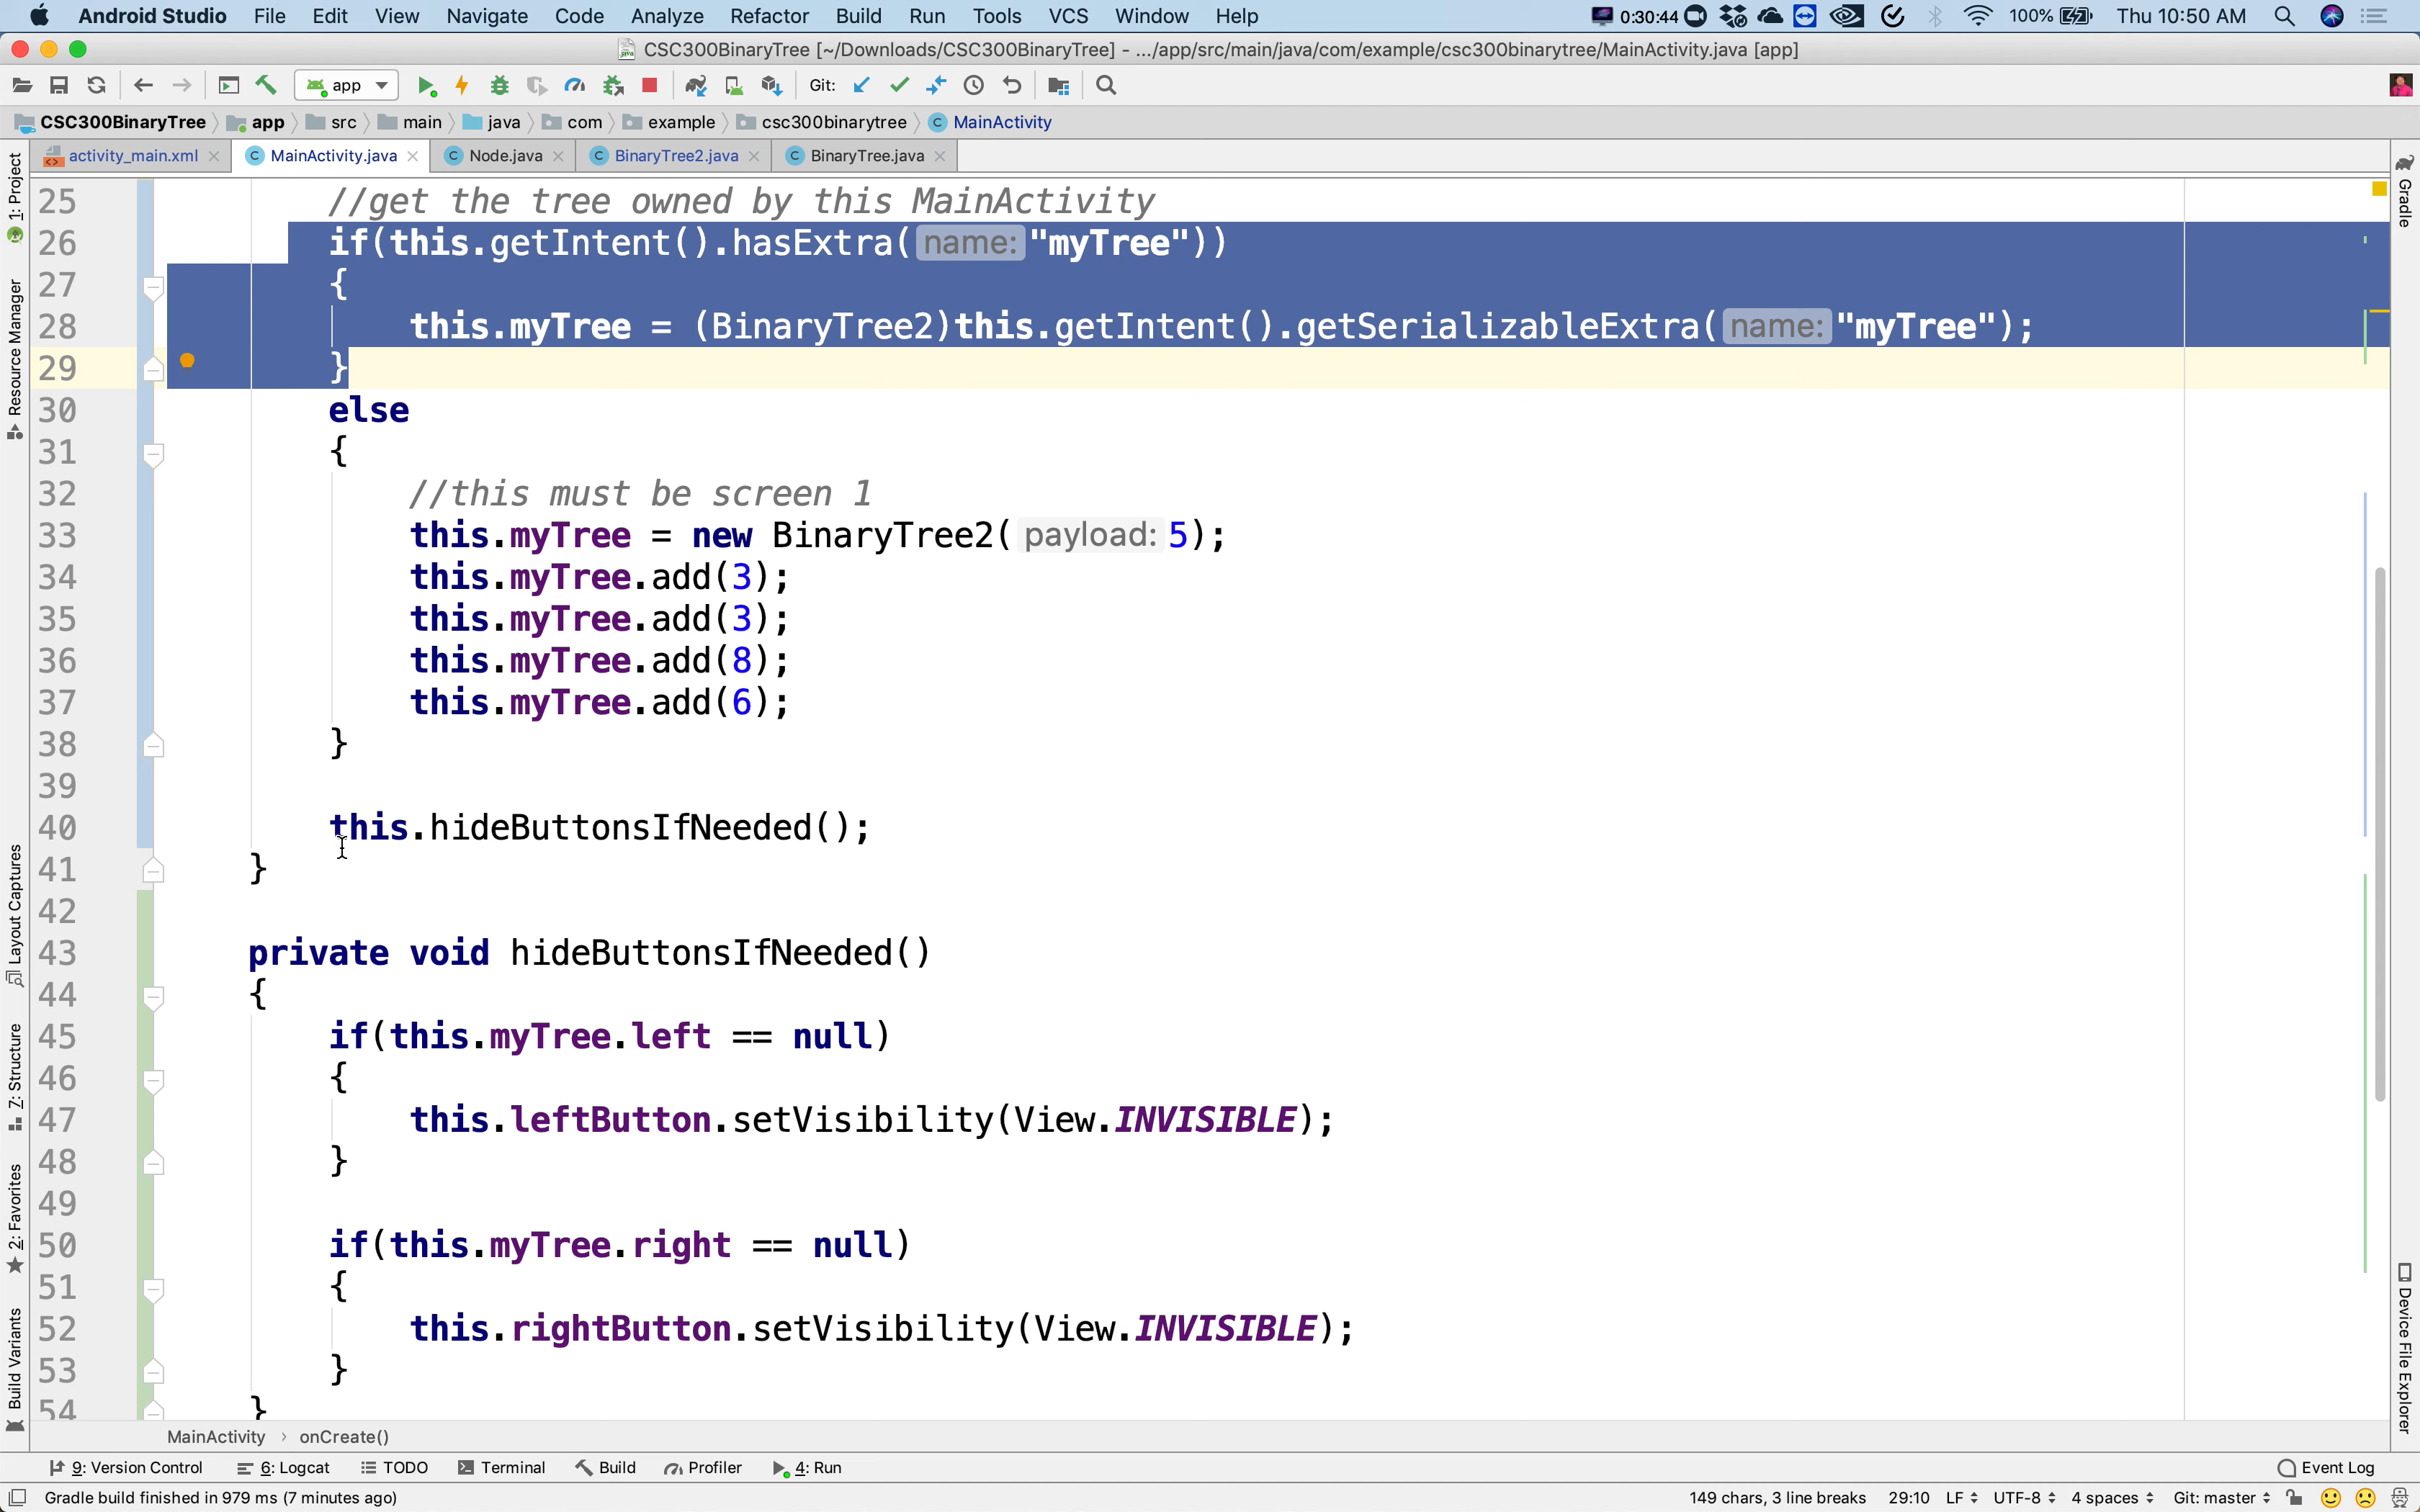 Android Studio File Edit View Navigate Code Analyze Refactor Build Run Tools VCS Window Help 0:30:44 100% Thu 10:50 AM
CSC300BinaryTree [~/Downloads/CSC300BinaryTree] - .../app/src/main/java/com/example/csc300binarytree/MainActivity.java [app]
app Git:
CSC300BinaryTree app src main java com example csc300binarytree MainActivity
activity_main.xml MainActivity.java Node.java BinaryTree2.java BinaryTree.java
1: Project
Resource Manager
Layout Captures
Z: Structure
2: Favorites
Build Variants
Gradle
Device File Explorer
25 //get the tree owned by this MainActivity
26 if(this.getIntent().hasExtra( name: "myTree"))
27 {
28 this.myTree = (BinaryTree2)this.getIntent().getSerializableExtra( name: "myTree");
29 }
30 else
31 {
32 //this must be screen 1
33 this.myTree = new BinaryTree2( payload: 5);
34 this.myTree.add(3);
35 this.myTree.add(3);
36 this.myTree.add(8);
37 this.myTree.add(6);
38 }
39
40 this.hideButtonsIfNeeded();
41 }
42
43 private void hideButtonsIfNeeded()
44 {
45 if(this.myTree.left == null)
46 {
47 this.leftButton.setVisibility(View.INVISIBLE);
48 }
49
50 if(this.myTree.right == null)
51 {
52 this.rightButton.setVisibility(View.INVISIBLE);
53 }
54 }
MainActivity › onCreate()
9: Version Control 6: Logcat TODO Terminal Build Profiler 4: Run Event Log
Gradle build finished in 979 ms (7 minutes ago) 149 chars, 3 line breaks 29:10 LF UTF-8 4 spaces Git: master